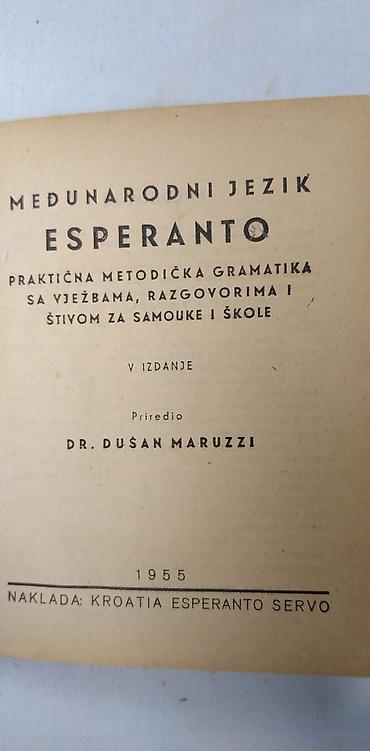 MEĐUNARODNI JEZIK
ESPERANTO
PRAKTIČNA METODIČKA GRAMATIKA
SA VJEŽBAMA, RAZGOVORIMA I
ŠTIVOM ZA SAMOUKE I ŠKOLE
V IZDANJE
Priredio
DR. DUŠAN MARUZZI
1955
NAKLADA: KROATIA ESPERANTO SERVO